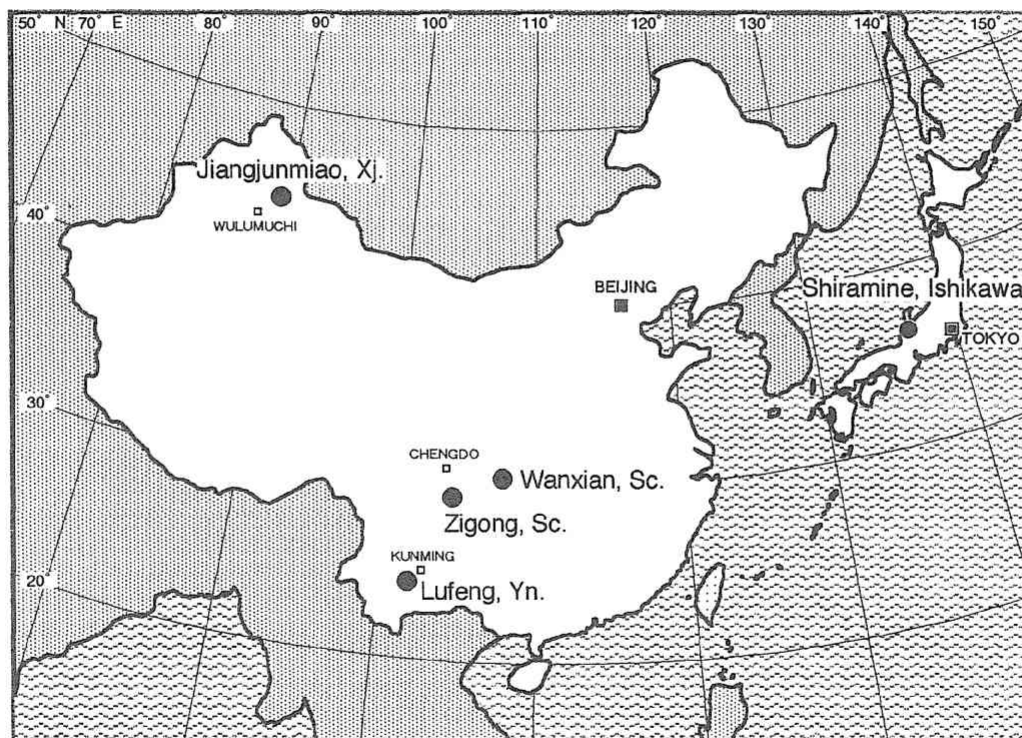 50° N 70° E 80° 90° 100° 110° 120° 130° 140° 150°
Jiangjunmiao, Xj.
40°
WULUMUCHI
BEIJING
Shiramine, Ishikawa
TOKYO
30°
CHENGDO
Wanxian, Sc.
Zigong, Sc.
KUNMING
20°
Lufeng, Yn.